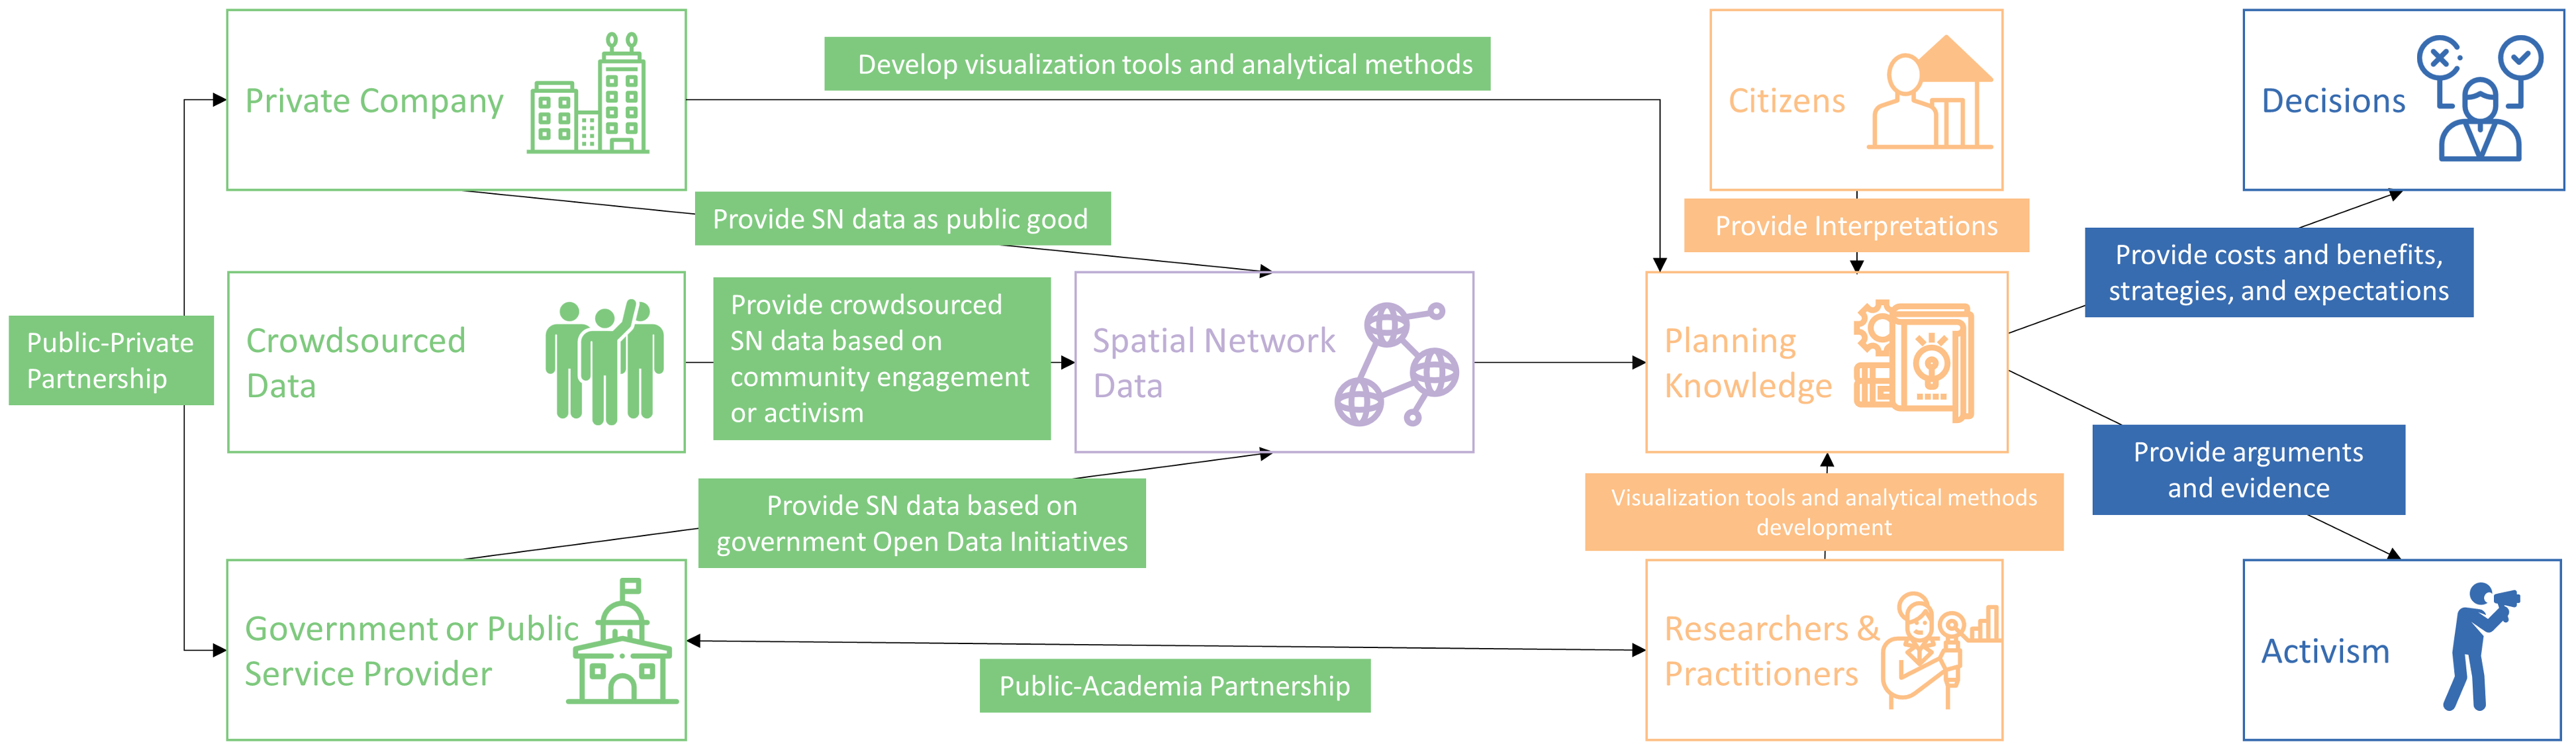 Private Company
Develop visualization tools and analytical methods
Citizens
Decisions
Provide SN data as public good
Provide Interpretations
Provide costs and benefits,
strategies, and expectations
Public-Private
Partnership
Crowdsourced
Data
Provide crowdsourced
SN data based on
community engagement
or activism
Spatial Network
Data
Planning
Knowledge
Provide arguments
and evidence
Provide SN data based on
government Open Data Initiatives
Visualization tools and analytical methods
development
Government or Public
Service Provider
Public-Academia Partnership
Researchers &
Practitioners
Activism